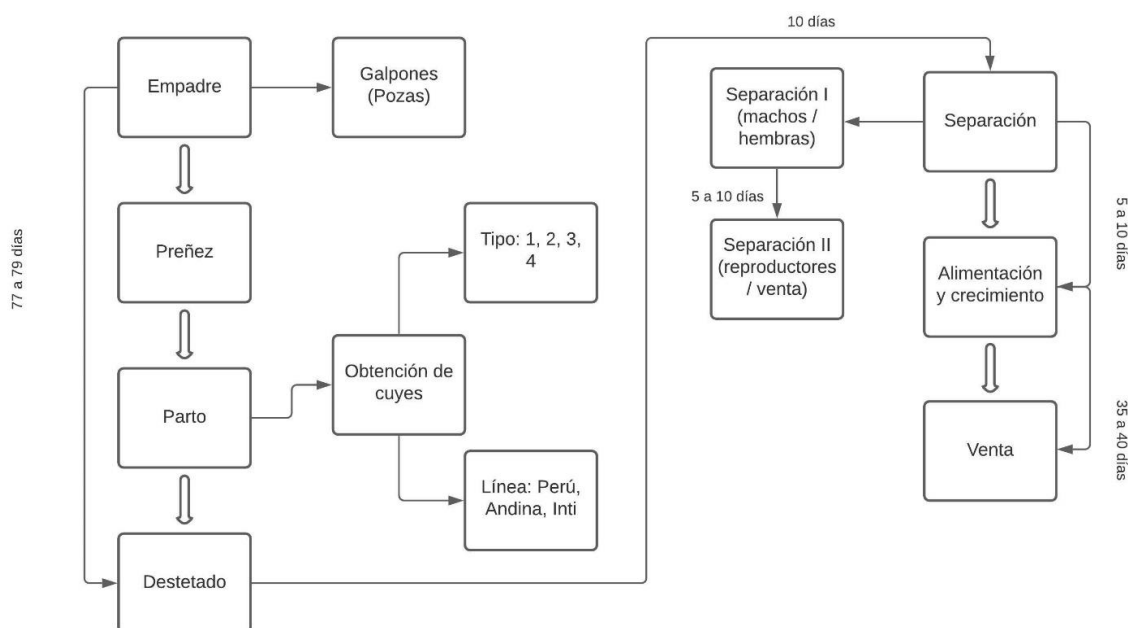 10 días
Empadre
Galpones
(Pozas)
Separación I
(machos /
hembras)
Separación
5 a 10 días
Preñez
Tipo: 1, 2, 3,
4
Separación II
(reproductores
/ venta)
5 a 10 días
Alimentación
y crecimiento
77 a 79 días
Parto
Obtención de
cuyes
Línea: Perú,
Andina, Inti
Venta
35 a 40 días
Destetado